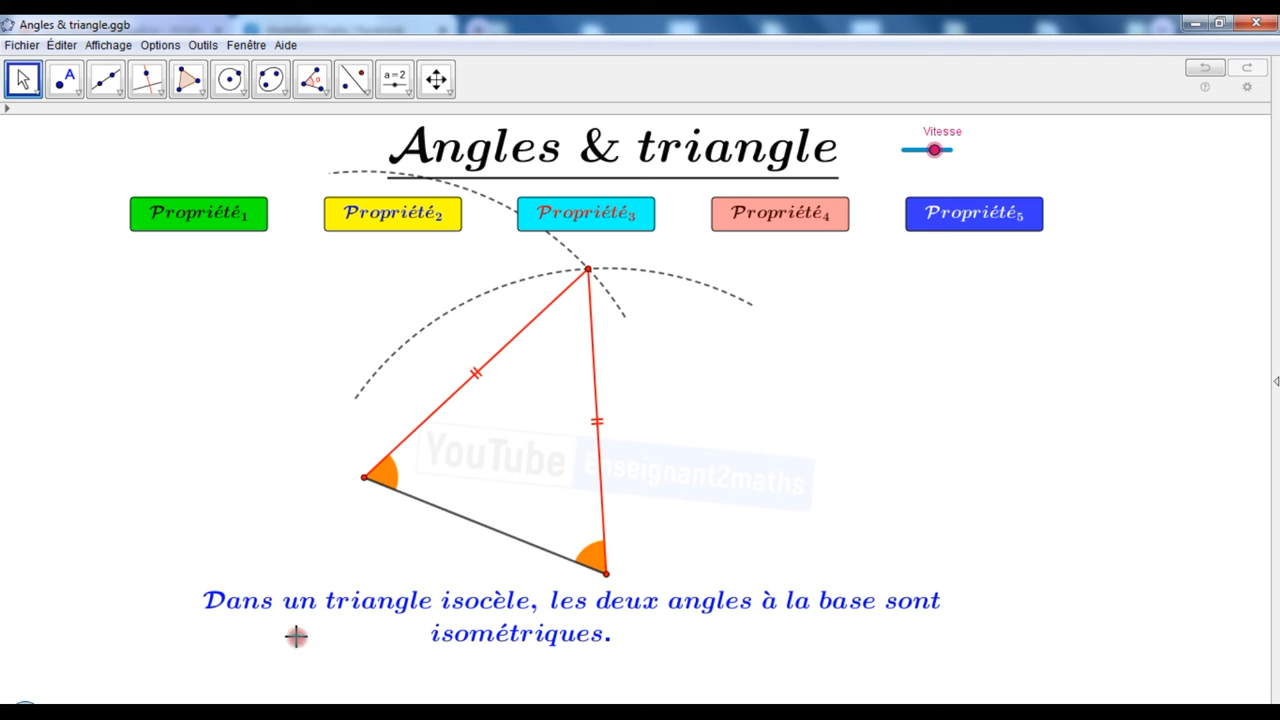 Angles & triangle.ggb
Fichier Éditer Affichage Options Outils Fenêtre Aide
A
α
a=2
Angles & triangle
Vitesse
Propriété1 Propriété2 Propriété3 Propriété4 Propriété5
YouTube Enseignant2maths
Dans un triangle isocèle, les deux angles à la base sont
isométriques.